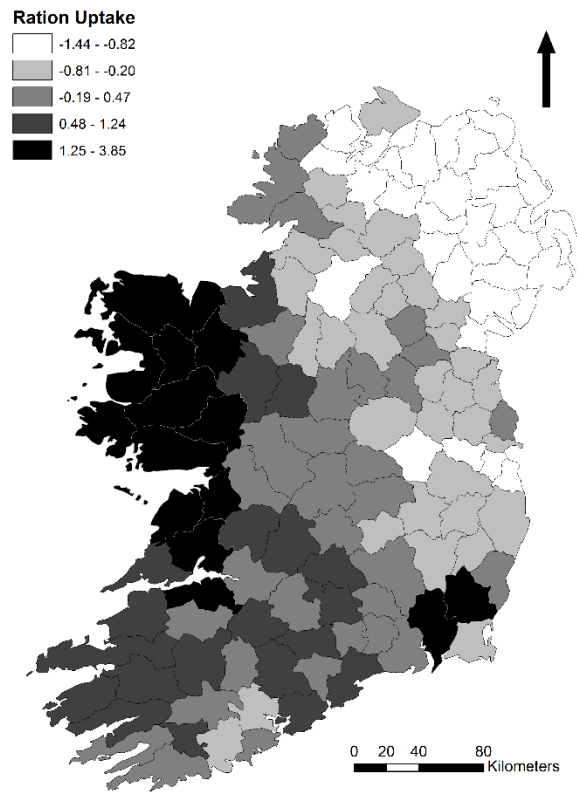 Ration Uptake
-1.44 - -0.82
-0.81 - -0.20
-0.19 - 0.47
0.48 - 1.24
1.25 - 3.85
0 20 40 80
Kilometers